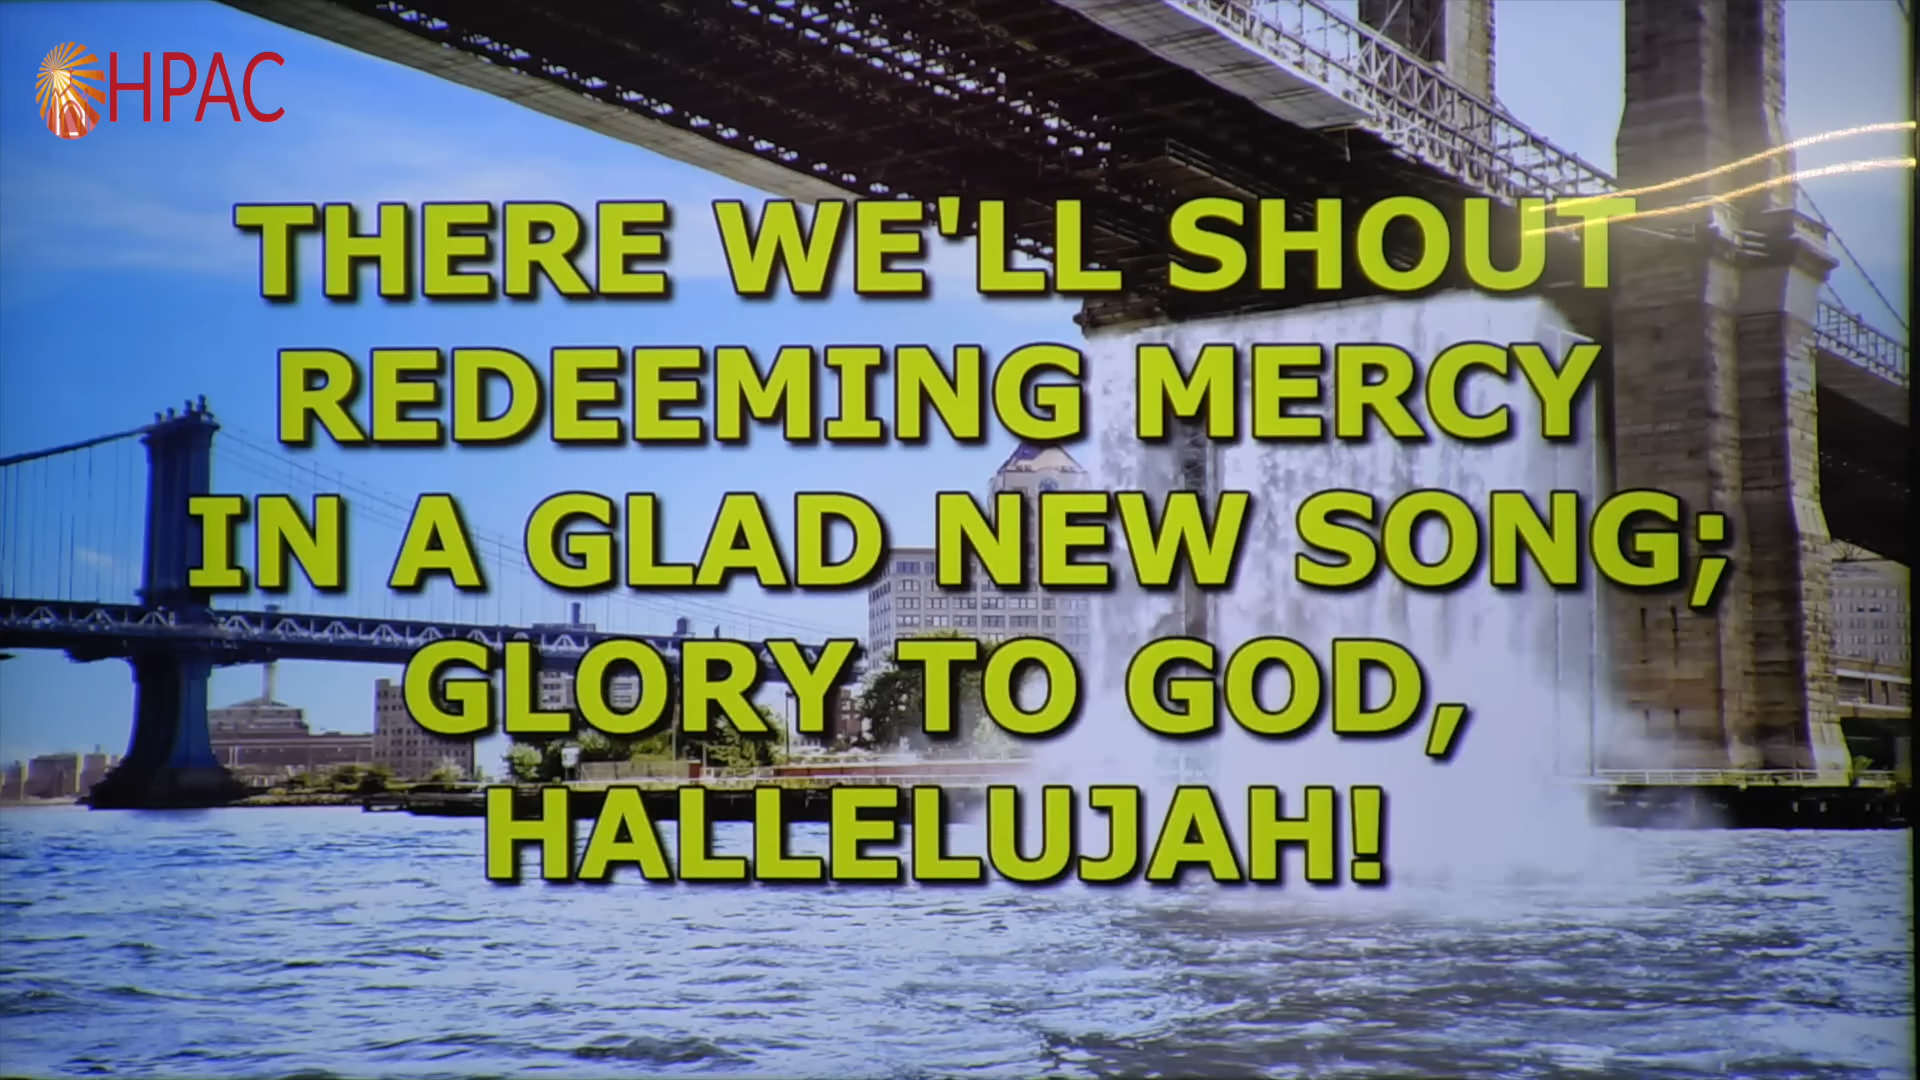 HPAC
THERE WE'LL SHOUT
REDEEMING MERCY
IN A GLAD NEW SONG;
GLORY TO GOD,
HALLELUJAH!